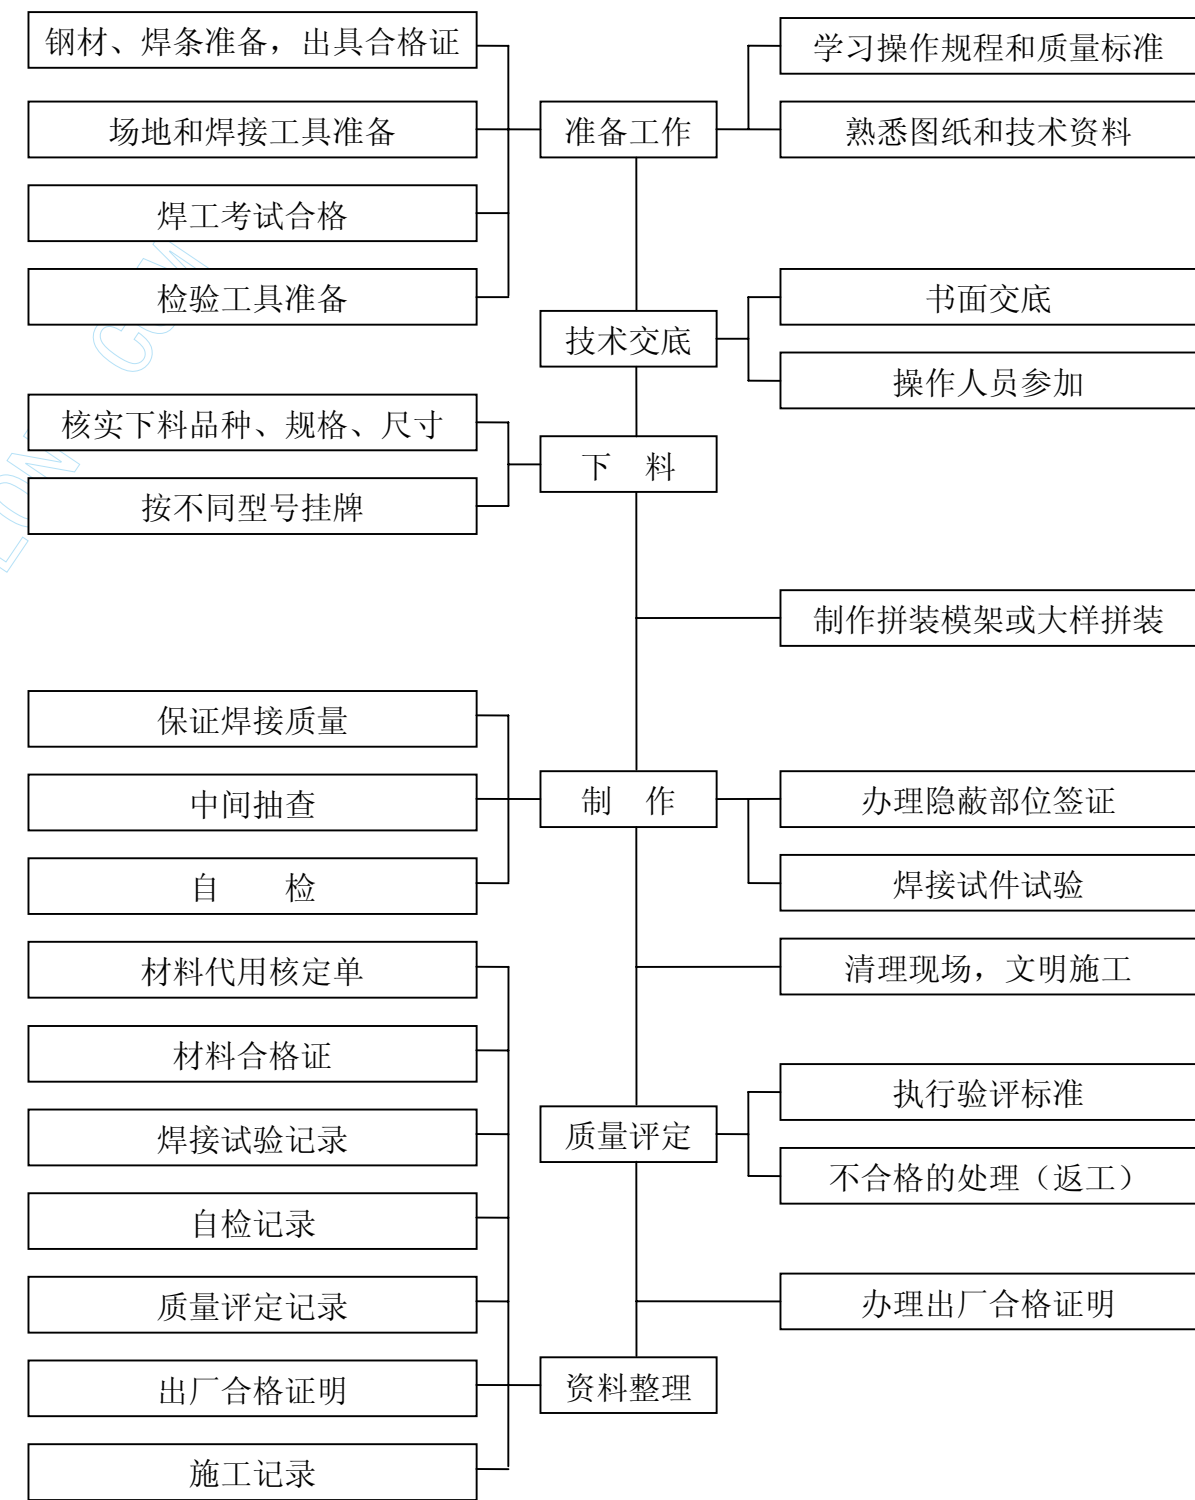 钢材、焊条准备，出具合格证
学习操作规程和质量标准
场地和焊接工具准备
准备工作
熟悉图纸和技术资料
焊工考试合格
检验工具准备
书面交底
技术交底
操作人员参加
核实下料品种、规格、尺寸
下 料
按不同型号挂牌
制作拼装模架或大样拼装
保证焊接质量
中间抽查
制 作
办理隐蔽部位签证
自 检
焊接试件试验
材料代用核定单
清理现场，文明施工
材料合格证
执行验评标准
焊接试验记录
质量评定
不合格的处理（返工）
自检记录
质量评定记录
办理出厂合格证明
出厂合格证明
资料整理
施工记录